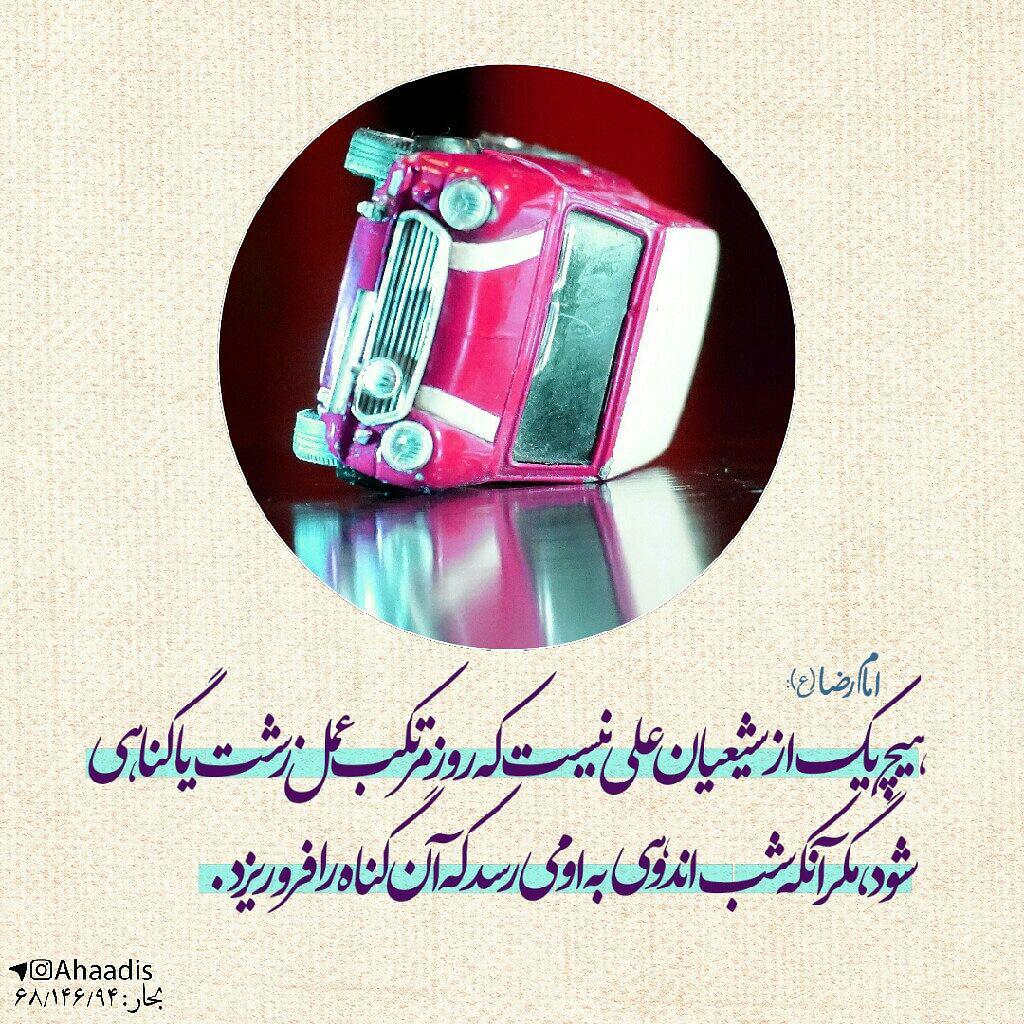 امام رضا (ع):
هیچ یک از شیعیان علی نیست که روز مرتکب عمل زشت یا گناهی
شود، مگر آنکه شب اندوهی به او می رسد که آن گناه را فرو ریزد.
Ahaadis
بحار: ۶۸/۱۴۶/۹۴